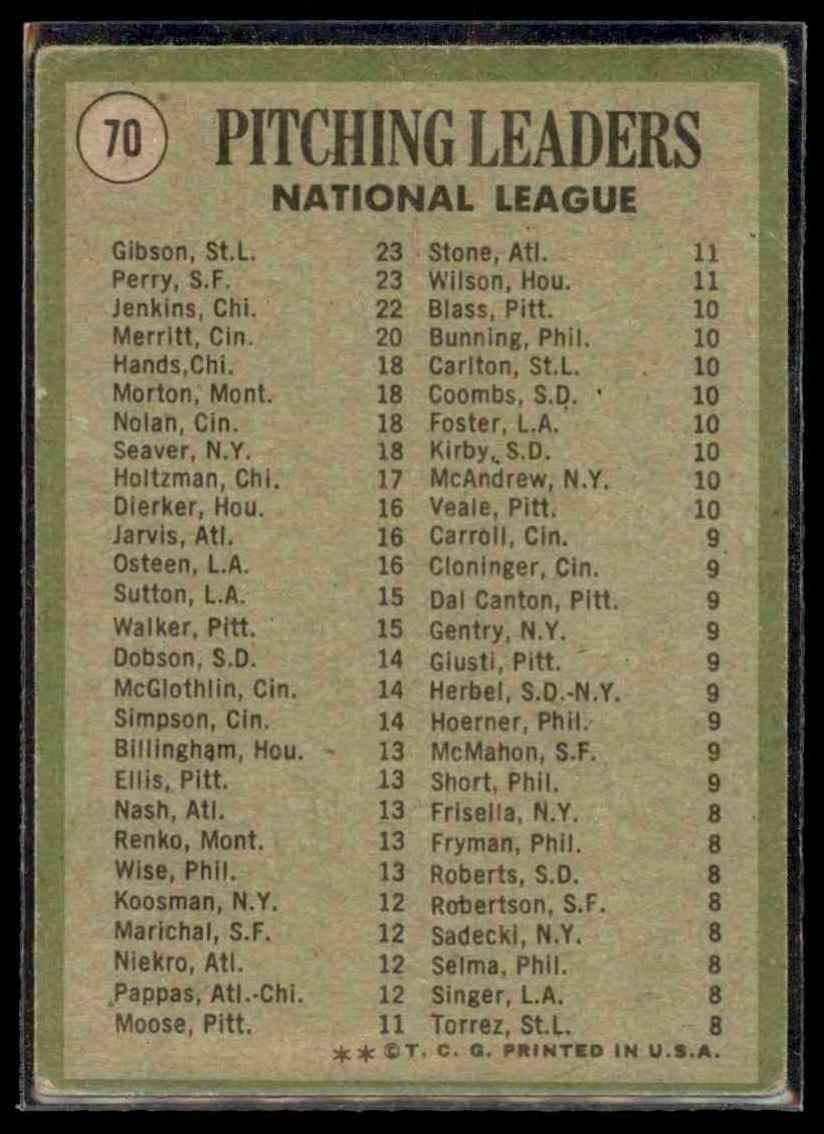 70
PITCHING LEADERS
NATIONAL LEAGUE
Gibson, St.L. 23
Perry, S.F. 23
Jenkins, Chi. 22
Merritt, Cin. 20
Hands,Chi. 18
Morton, Mont. 18
Nolan, Cin. 18
Seaver, N.Y. 18
Holtzman, Chi. 17
Dierker, Hou. 16
Jarvis, Atl. 16
Osteen, L.A. 16
Sutton, L.A. 15
Walker, Pitt. 15
Dobson, S.D. 14
McGlothlin, Cin. 14
Simpson, Cin. 14
Billingham, Hou. 13
Ellis, Pitt. 13
Nash, Atl. 13
Renko, Mont. 13
Wise, Phil. 13
Koosman, N.Y. 12
Marichal, S.F. 12
Niekro, Atl. 12
Pappas, Atl.-Chi. 12
Moose, Pitt. 11
Stone, Atl. 11
Wilson, Hou. 11
Blass, Pitt. 10
Bunning, Phil. 10
Carlton, St.L. 10
Coombs, S.D. 10
Foster, L.A. 10
Kirby, S.D. 10
McAndrew, N.Y. 10
Veale, Pitt. 10
Carroll, Cin. 9
Cloninger, Cin. 9
Dal Canton, Pitt. 9
Gentry, N.Y. 9
Giusti, Pitt. 9
Herbel, S.D.-N.Y. 9
Hoerner, Phil. 9
McMahon, S.F. 9
Short, Phil. 9
Frisella, N.Y. 8
Fryman, Phil. 8
Roberts, S.D. 8
Robertson, S.F. 8
Sadecki, N.Y. 8
Selma, Phil. 8
Singer, L.A. 8
Torrez, St.L. 8
** © T. C. G. PRINTED IN U.S.A.